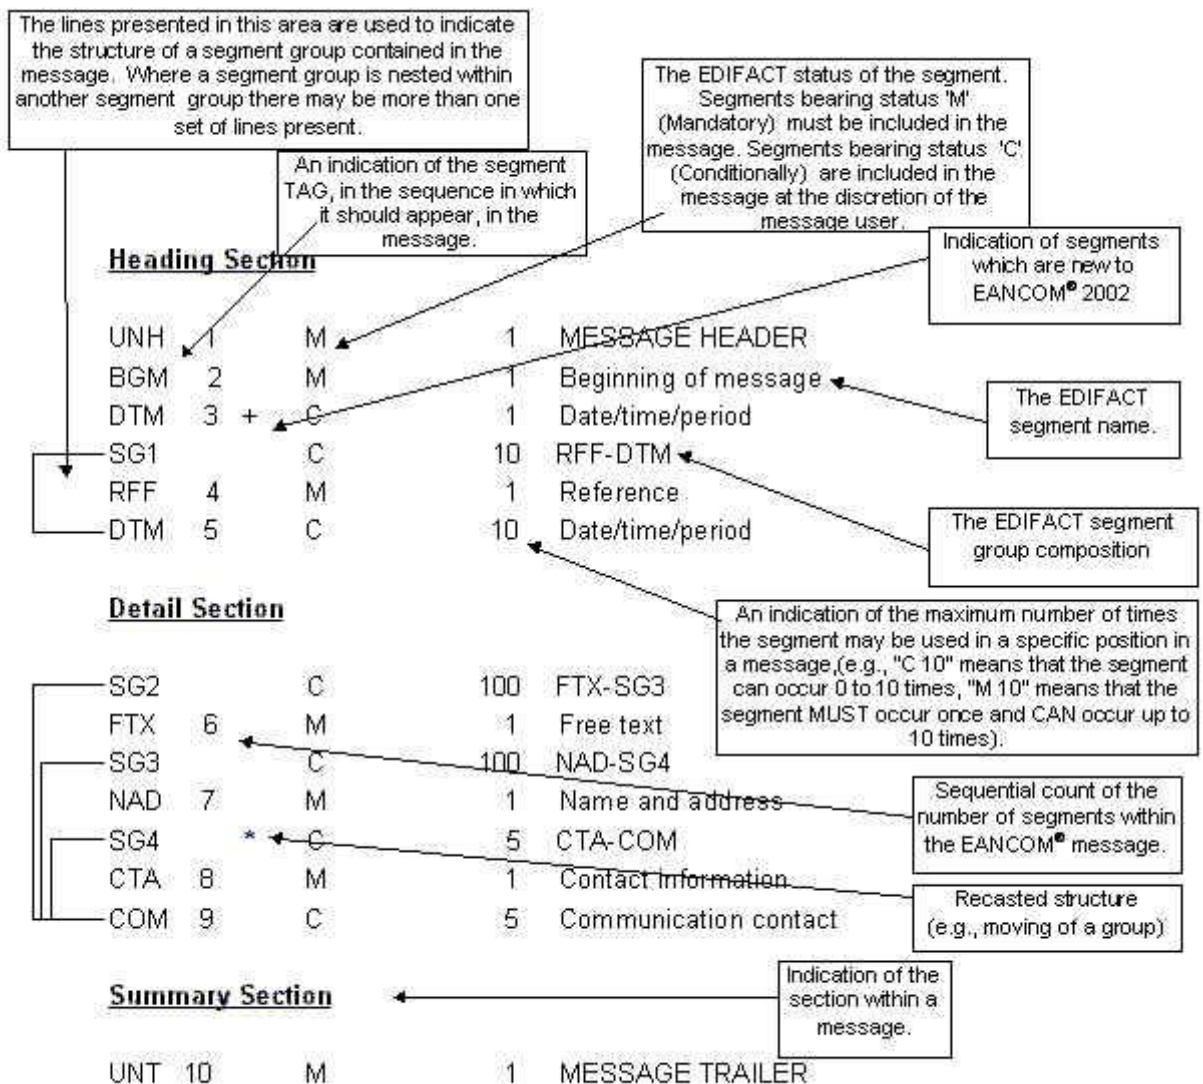 The lines presented in this area are used to indicate
the structure of a segment group contained in the
message. Where a segment group is nested within
another segment group there may be more than one
set of lines present.
The EDIFACT status of the segment.
Segments bearing status 'M'
(Mandatory) must be included in the
message. Segments bearing status 'C'
(Conditionally) are included in the
message at the discretion of the
message user.
An indication of the segment
TAG, in the sequence in which
it should appear, in the
message.
Indication of segments
which are new to
EANCOM® 2002
Heading Section
UNH 1 M 1 MESSAGE HEADER
BGM 2 M 1 Beginning of message
DTM 3 + C 1 Date/time/period
SG1 C 10 RFF-DTM
RFF 4 M 1 Reference
DTM 5 C 10 Date/time/period
The EDIFACT
segment name.
The EDIFACT segment
group composition
An indication of the maximum number of times
the segment may be used in a specific position in
a message,(e.g., "C 10" means that the segment
can occur 0 to 10 times, "M 10" means that the
segment MUST occur once and CAN occur up to
10 times).
Detail Section
SG2 C 100 FTX-SG3
FTX 6 M 1 Free text
SG3 C 100 NAD-SG4
NAD 7 M 1 Name and address
SG4 * C 5 CTA-COM
CTA 8 M 1 Contact Information
COM 9 C 5 Communication contact
Sequential count of the
number of segments within
the EANCOM® message.
Recasted structure
(e.g., moving of a group)
Indication of the
section within a
message.
Summary Section
UNT 10 M 1 MESSAGE TRAILER